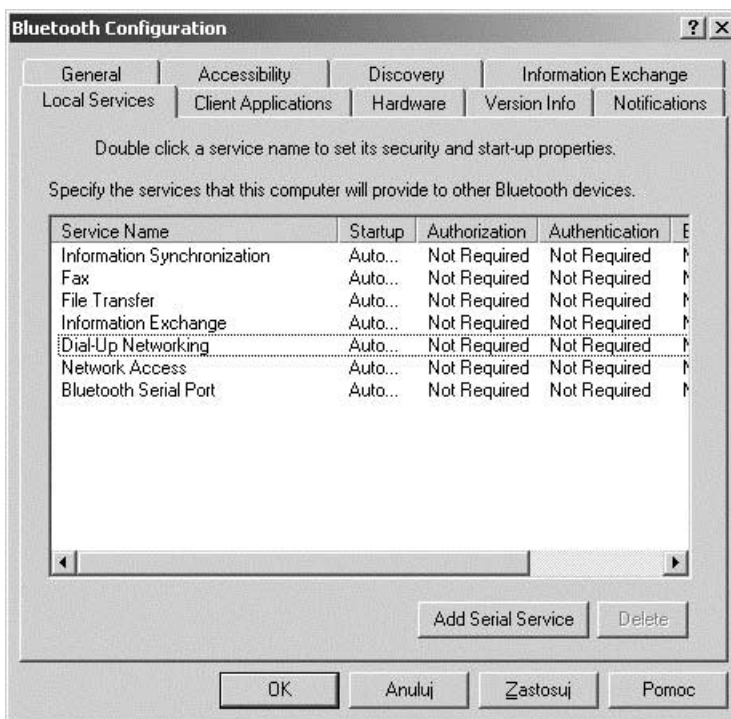 Bluetooth Configuration
General Accessibility Discovery Information Exchange
Local Services Client Applications Hardware Version Info Notifications
Double click a service name to set its security and start-up properties.
Specify the services that this computer will provide to other Bluetooth devices.
Service Name Startup Authorization Authentication
Information Synchronization Auto... Not Required Not Required
Fax Auto... Not Required Not Required
File Transfer Auto... Not Required Not Required
Information Exchange Auto... Not Required Not Required
Dial-Up Networking Auto... Not Required Not Required
Network Access Auto... Not Required Not Required
Bluetooth Serial Port Auto... Not Required Not Required
Add Serial Service Delete
OK Anuluj Zastosuj Pomoc